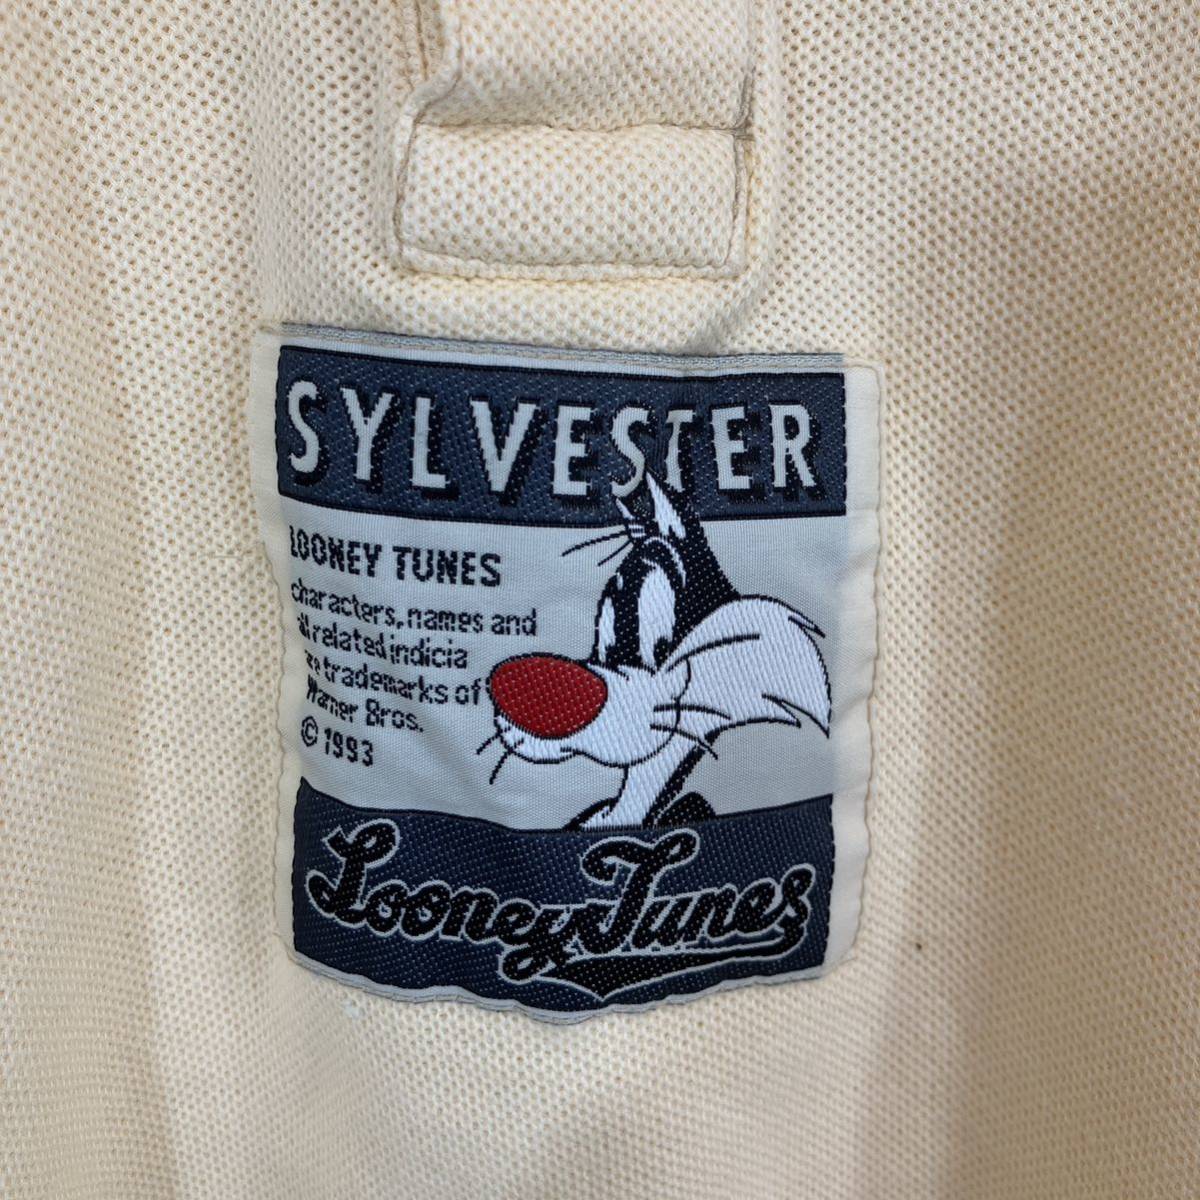 SYLVESTER
LOONEY TUNES
characters, names and
all related indicia
are trademarks of
Warner Bros.
© 1993
Looney Tunes